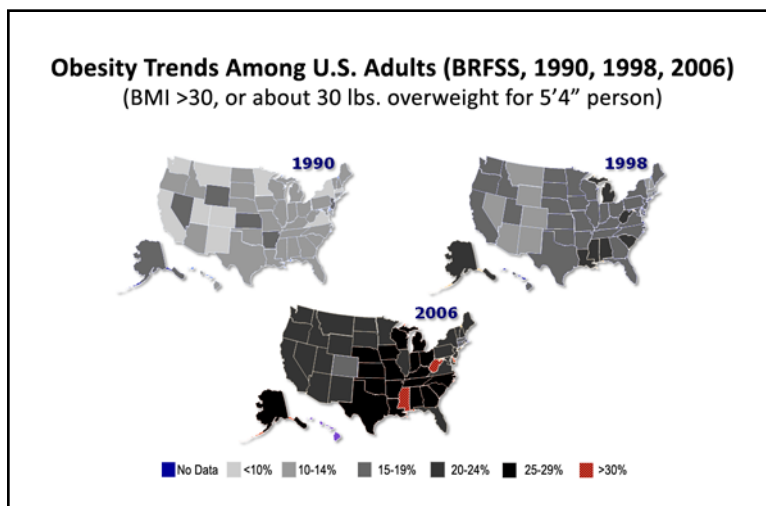 Obesity Trends Among U.S. Adults (BRFSS, 1990, 1998, 2006)
(BMI >30, or about 30 lbs. overweight for 5’4” person)
1990
1998
2006
No Data <10% 10-14% 15-19% 20-24% 25-29% >30%